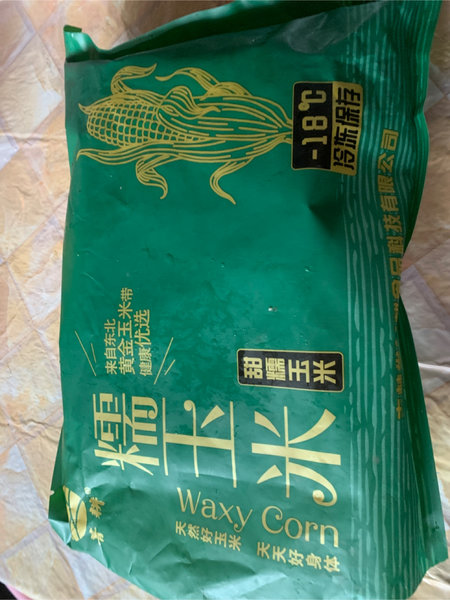 -18℃
冷冻保存
来自东北
黄金玉米带
健康优选
甜糯玉米
糯玉米
Waxy Corn
天然好玉米 天天好身体
品科技有限公司